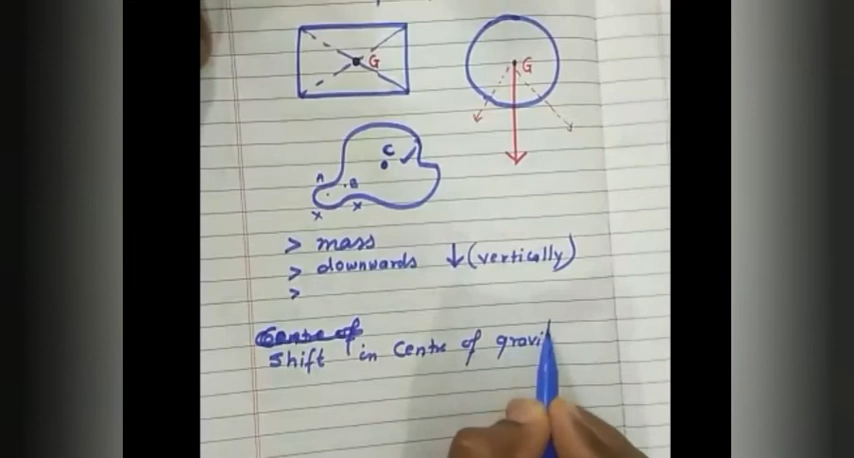 G
G
C
A
B
x
x
> mass
> downwards ↓ (vertically)
>
Shift in Centre of gravi